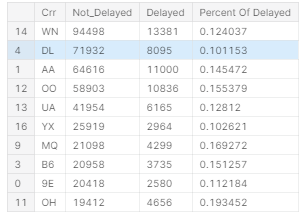 Crr Not_Delayed Delayed Percent Of Delayed
14 WN 94498 13381 0.124037
4 DL 71932 8095 0.101153
1 AA 64616 11000 0.145472
12 OO 58903 10836 0.155379
13 UA 41954 6165 0.12812
16 YX 25919 2964 0.102621
9 MQ 21098 4299 0.169272
3 B6 20958 3735 0.151257
0 9E 20418 2580 0.112184
11 OH 19412 4656 0.193452